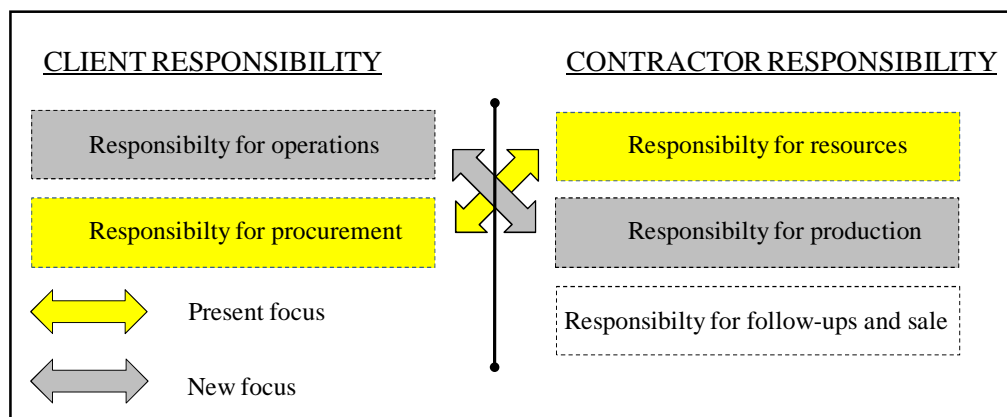 CLIENT RESPONSIBILITY
Responsibilty for operations
Responsibilty for procurement
Present focus
New focus
CONTRACTOR RESPONSIBILITY
Responsibilty for resources
Responsibilty for production
Responsibilty for follow-ups and sale